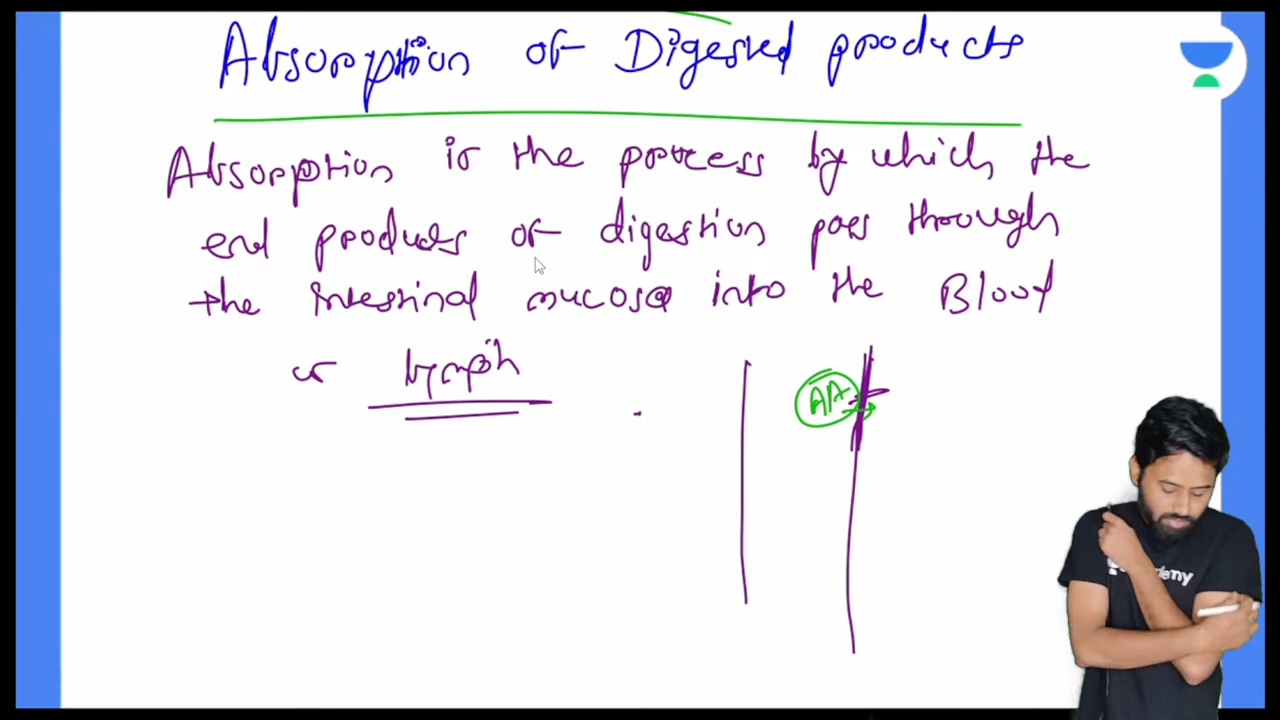 Absorption of Digested products
Absorption is the process by which the
end products of digestion pass through
the intestinal mucosa into the Blood
or lymph
AA